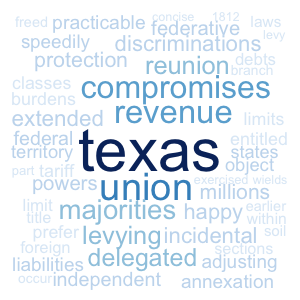 freed practicable concise 1812 laws
federative levy
speedily discriminations
protection reunion debts
branch
classes compromises
burdens revenue
extended limits
federal texas entitled
territory states
part tariff object
powers union exercised wields
millions
limit majorities happy earlier
title within
prefer levying incidental soil
foreign delegated sections
liabilities adjusting
occur independent annexation